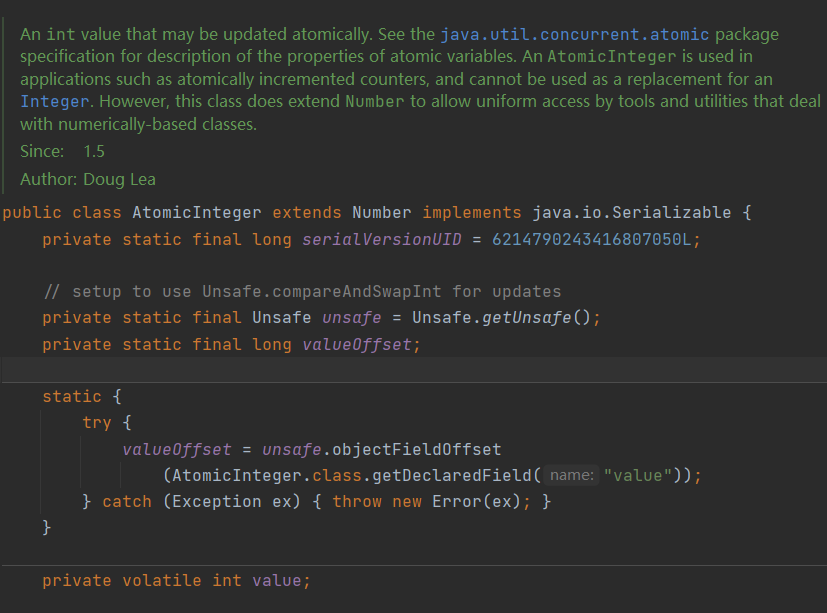 An int value that may be updated atomically. See the java.util.concurrent.atomic package
specification for description of the properties of atomic variables. An AtomicInteger is used in
applications such as atomically incremented counters, and cannot be used as a replacement for an
Integer. However, this class does extend Number to allow uniform access by tools and utilities that deal
with numerically-based classes.
Since: 1.5
Author: Doug Lea
public class AtomicInteger extends Number implements java.io.Serializable {
    private static final long serialVersionUID = 6214790243416807050L;
    // setup to use Unsafe.compareAndSwapInt for updates
    private static final Unsafe unsafe = Unsafe.getUnsafe();
    private static final long valueOffset;
    static {
        try {
            valueOffset = unsafe.objectFieldOffset
                (AtomicInteger.class.getDeclaredField( name: "value"));
        } catch (Exception ex) { throw new Error(ex); }
    }
    private volatile int value;